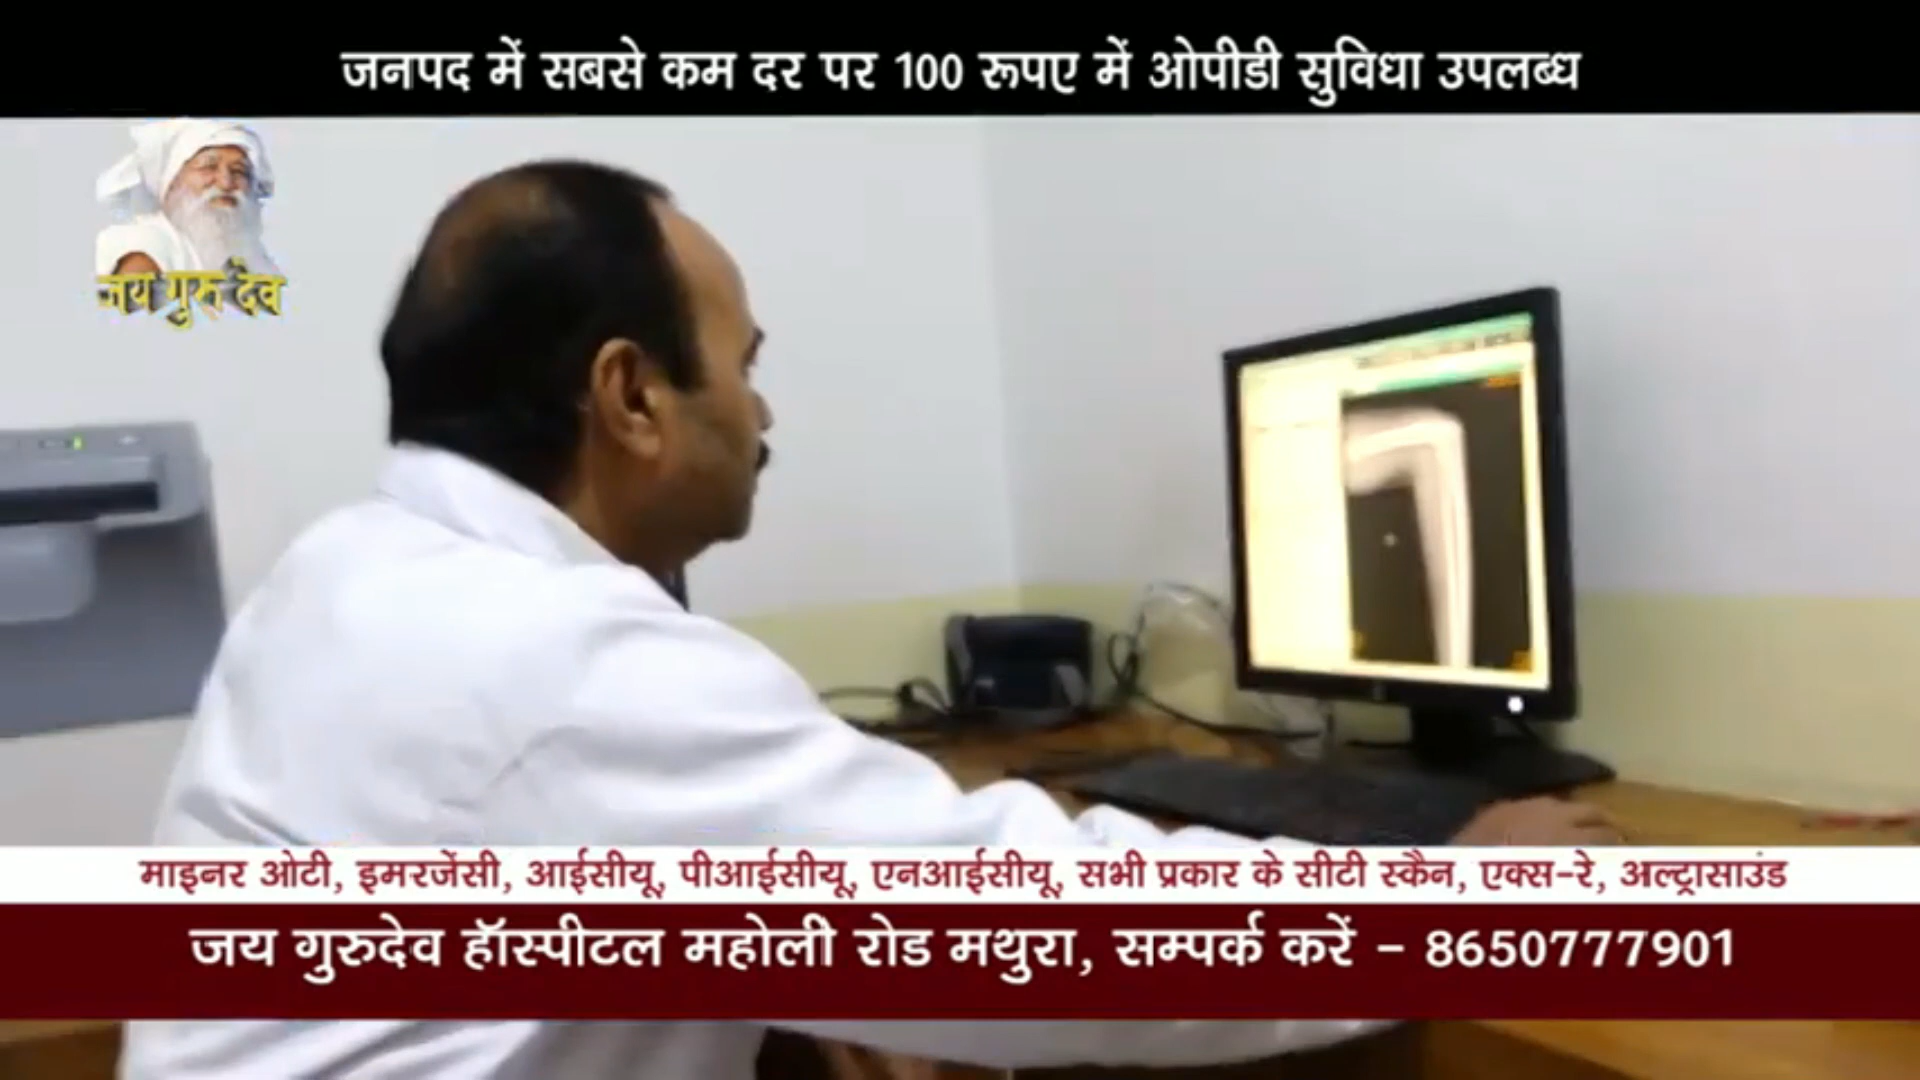 जनपद में सबसे कम दर पर 100 रूपए में ओपीडी सुविधा उपलब्ध
जय गुरु देव
माइनर ओटी, इमरजेंसी, आईसीयू, पीआईसीयू, एनआईसीयू, सभी प्रकार के सीटी स्कैन, एक्स-रे, अल्ट्रासाउंड
जय गुरुदेव हॉस्पीटल महोली रोड मथुरा, सम्पर्क करें - 8650777901